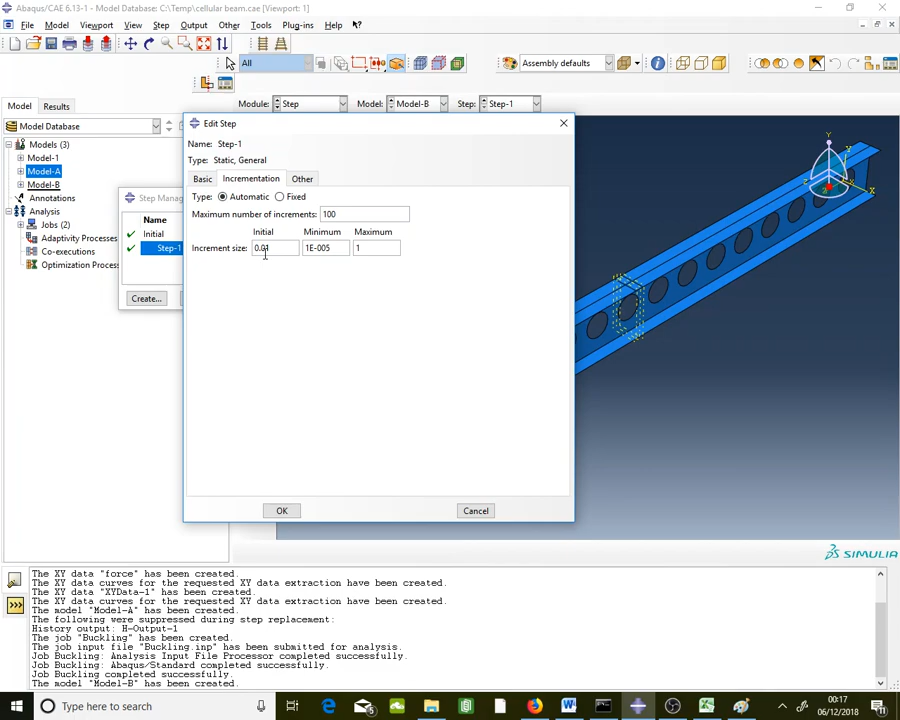 Abaqus/CAE 6.13-1 - Model Database: C:\Temp\cellular beam.cae [Viewport: 1]
File Model Viewport View Step Output Other Tools Plug-ins Help
All
Assembly defaults
Model Results
Module: Step Model: Model-B Step: Step-1
Model Database
Models (3)
Model-1
Model-A
Model-B
Annotations
Analysis
Jobs (2)
Adaptivity Processes
Co-executions
Optimization Process
Step Mana
Name
Initial
Step-1
Create...
Edit Step
Name: Step-1
Type: Static, General
Basic Incrementation Other
Type: Automatic Fixed
Maximum number of increments: 100
Initial Minimum Maximum
Increment size: 0.01 1E-005 1
OK Cancel
Y
X
Z
SIMULIA
The XY data "force" has been created.
The XY data curves for the requested XY data extraction have been created.
The XY data "XYData-1" has been created.
The XY data curves for the requested XY data extraction have been created.
The model "Model-A" has been created.
The following were suppressed during step replacement:
History output: H-Output-1
The job "Buckling" has been created.
The job input file "Buckling.inp" has been submitted for analysis.
Job Buckling: Analysis Input File Processor completed successfully.
Job Buckling: Abaqus/Standard completed successfully.
Job Buckling completed successfully.
The model "Model-B" has been created.
Type here to search
00:17
06/12/2018